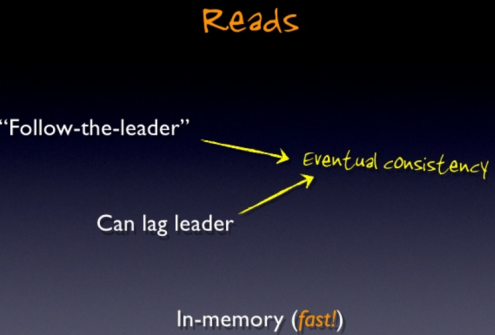 Reads
“Follow-the-leader”
Eventual consistency
Can lag leader
In-memory (fast!)